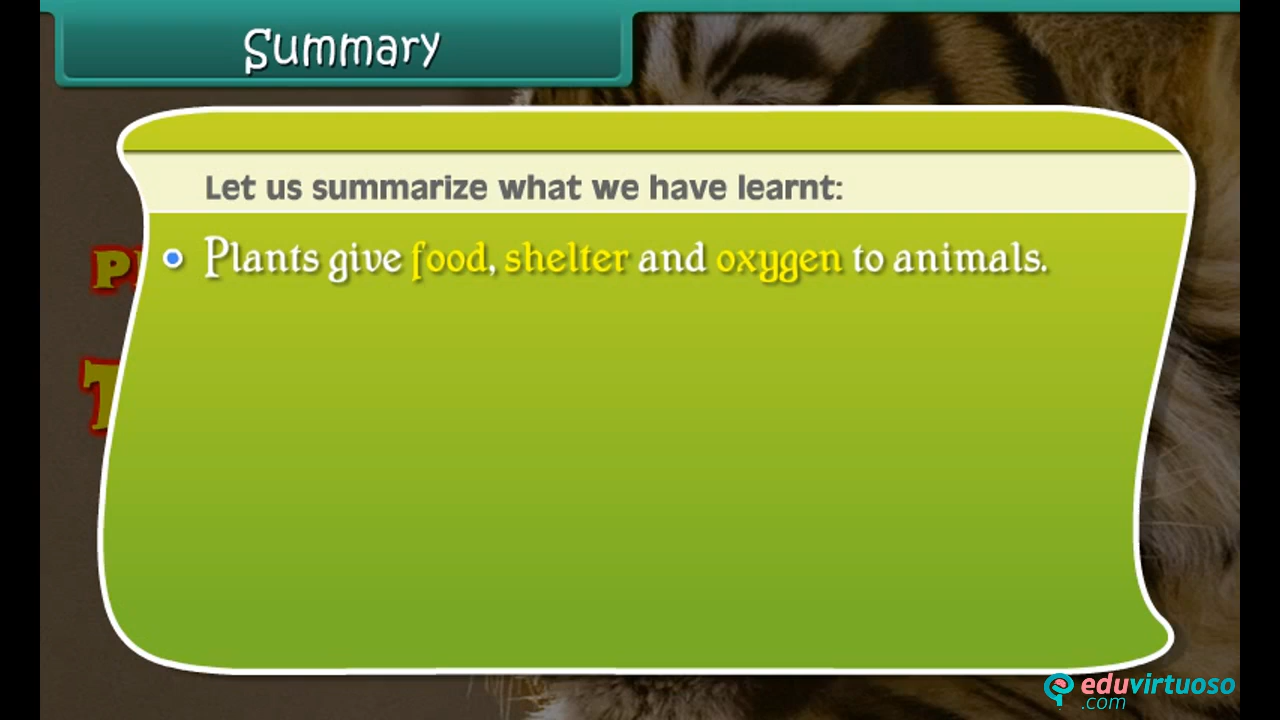 Summary
Let us summarize what we have learnt:
Plants give food, shelter and oxygen to animals.
eduvirtuoso
.com